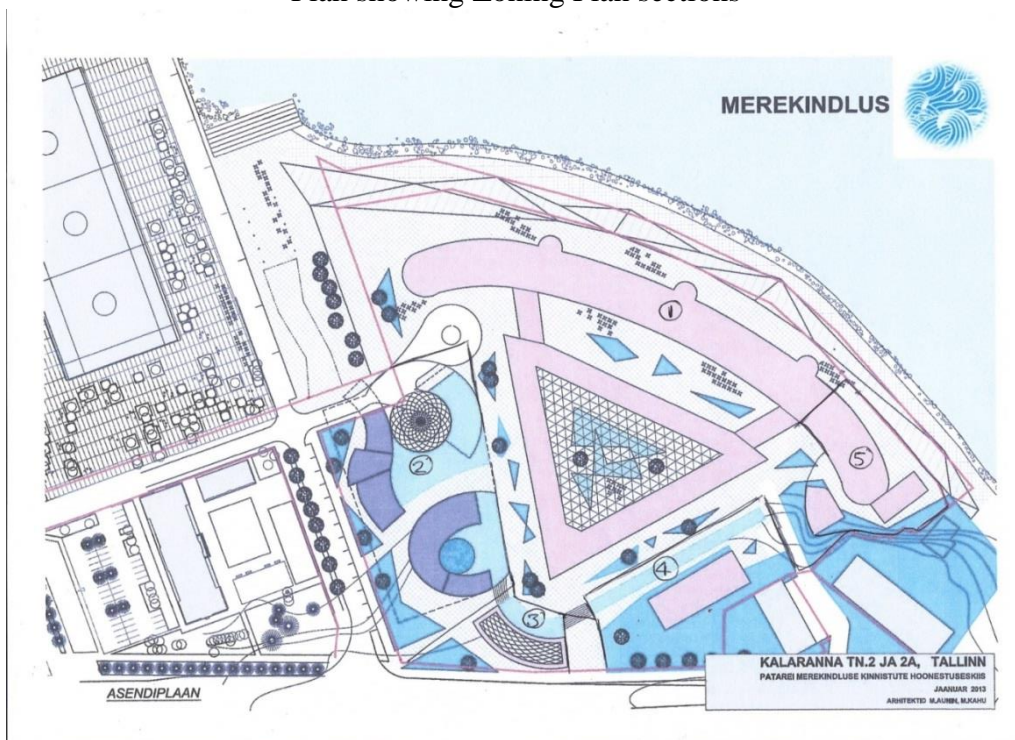 Plan showing Zoning Plan sections
MEREKINDLUS
1
2
3
4
5
KALARANNA TN.2 JA 2A, TALLINN
PATAREI MEREKINDLUSE KINNISTUTE HOONESTUSESKIIS
JAANUAR 2013
ARHITEKTID M.AUNIN, M.KAHU
ASENDIPLAAN